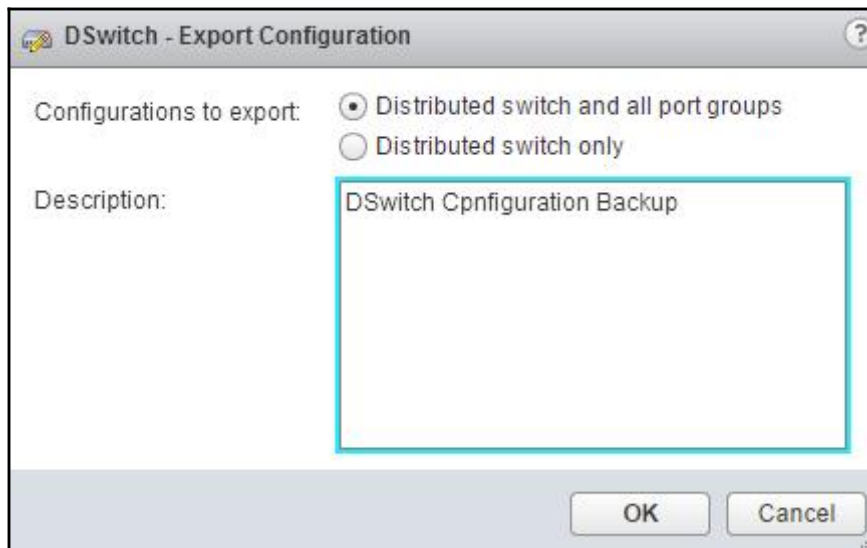 DSwitch - Export Configuration ?
Configurations to export: Distributed switch and all port groups
Distributed switch only
Description: DSwitch Cpnfiguration Backup
OK Cancel